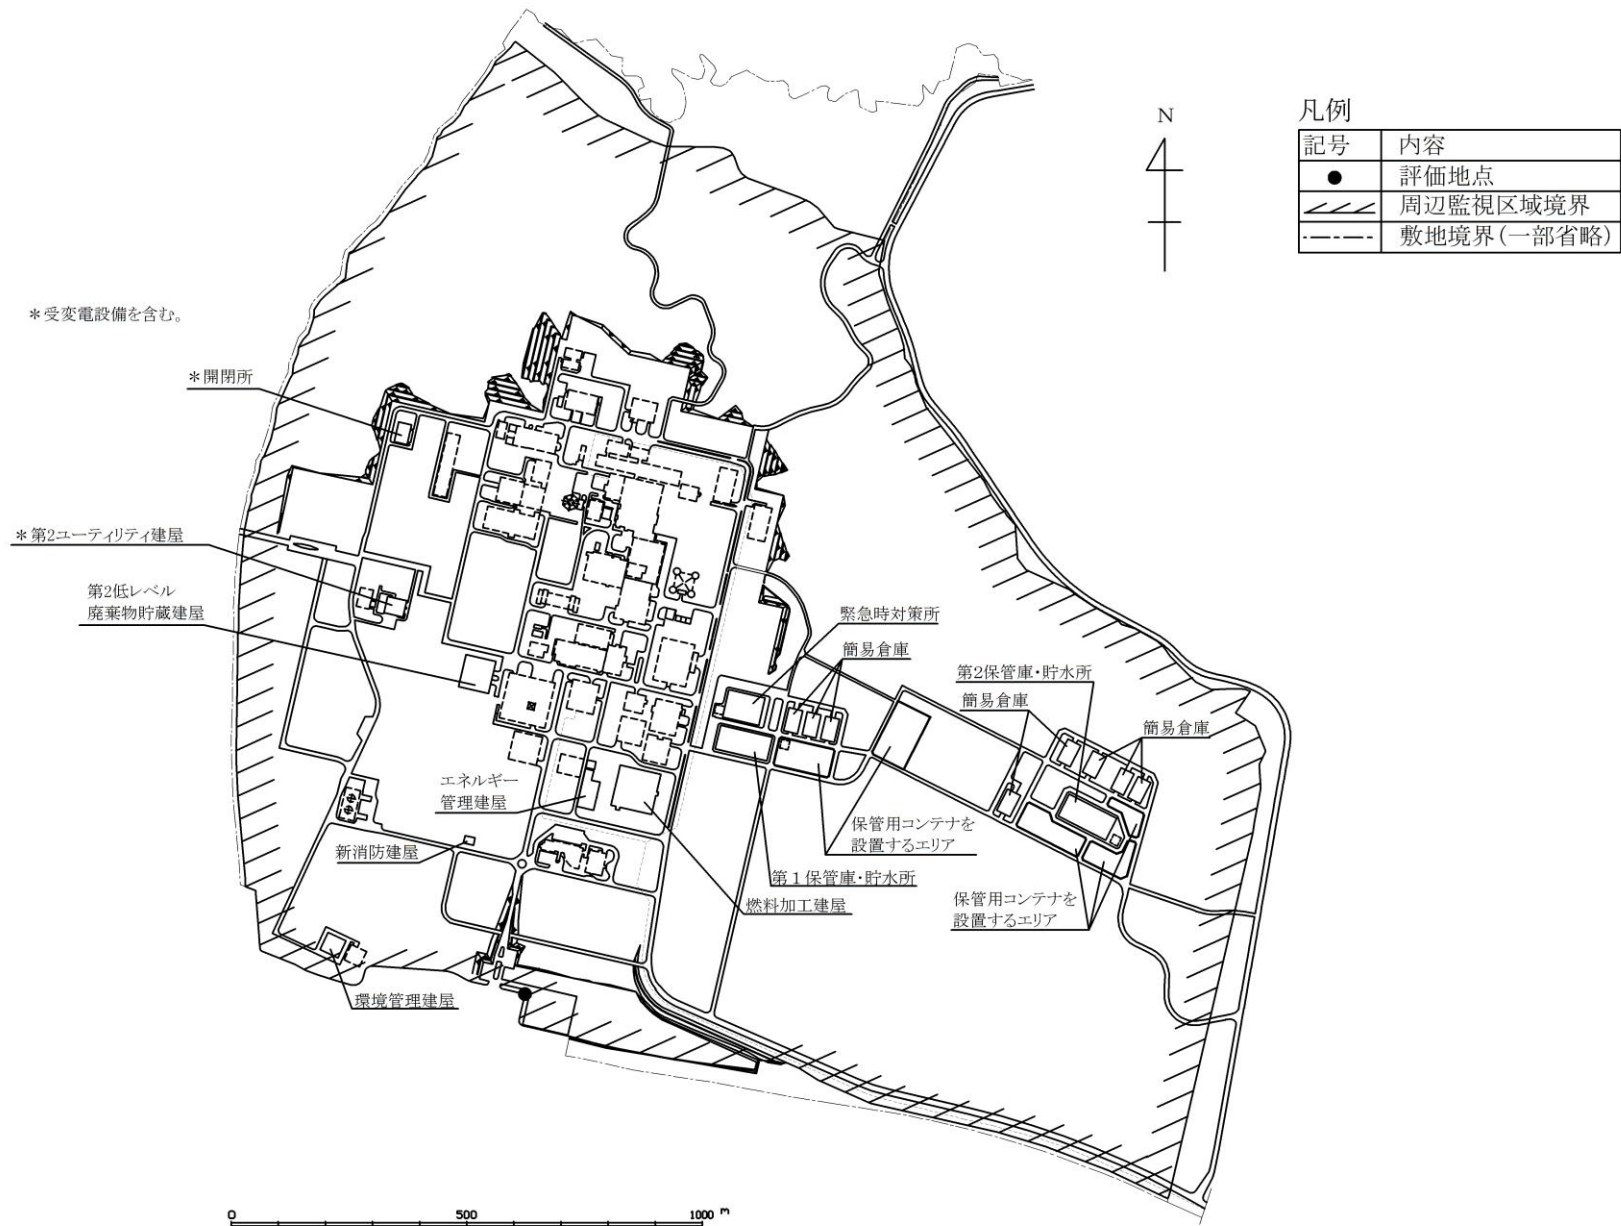 N
凡例
記号 内容
● 評価地点
周辺監視区域境界
敷地境界(一部省略)
＊受変電設備を含む。
＊開閉所
＊第2ユーティリティ建屋
第2低レベル
廃棄物貯蔵建屋
緊急時対策所
簡易倉庫
第2保管庫・貯水所
簡易倉庫
簡易倉庫
エネルギー
管理建屋
新消防建屋
保管用コンテナを
設置するエリア
第１保管庫・貯水所
燃料加工建屋
保管用コンテナを
設置するエリア
環境管理建屋
0 500 1000 m